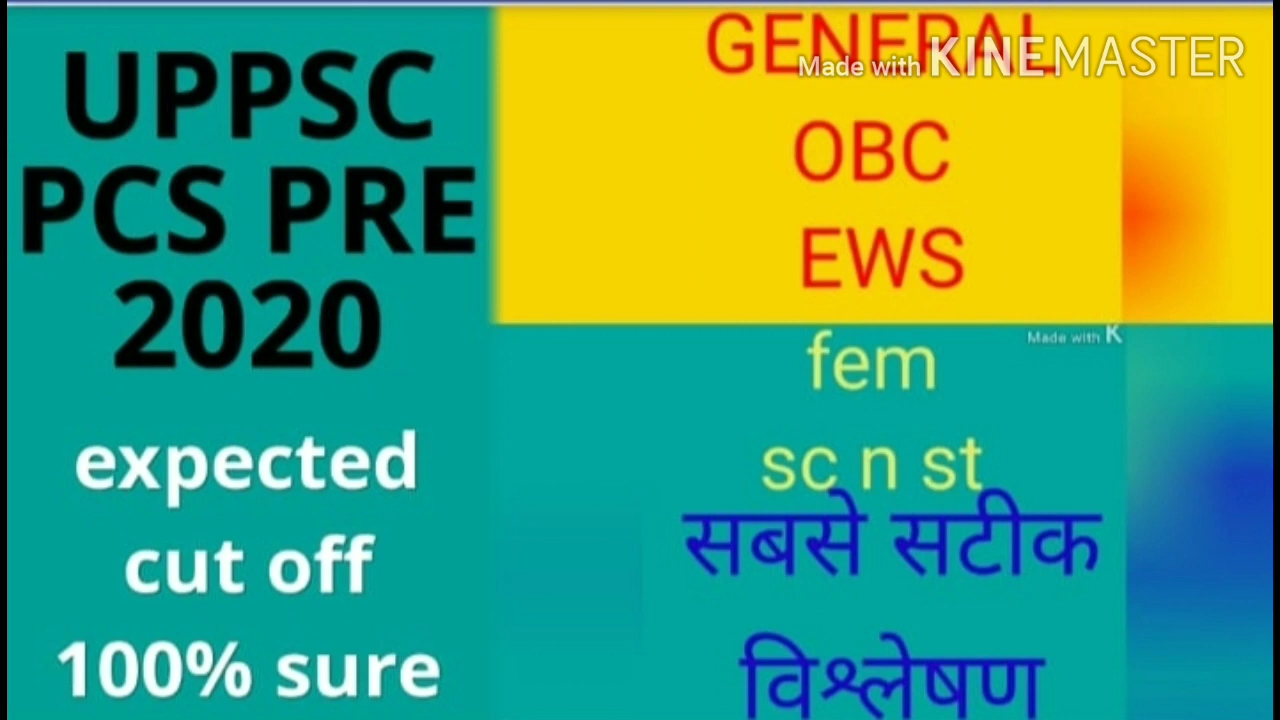 UPPSC
PCS PRE
2020
expected
cut off
100% sure
GENERAL
Made with KINEMASTER
OBC
EWS
Made with K
fem
sc n st
सबसे सटीक
विश्लेषण